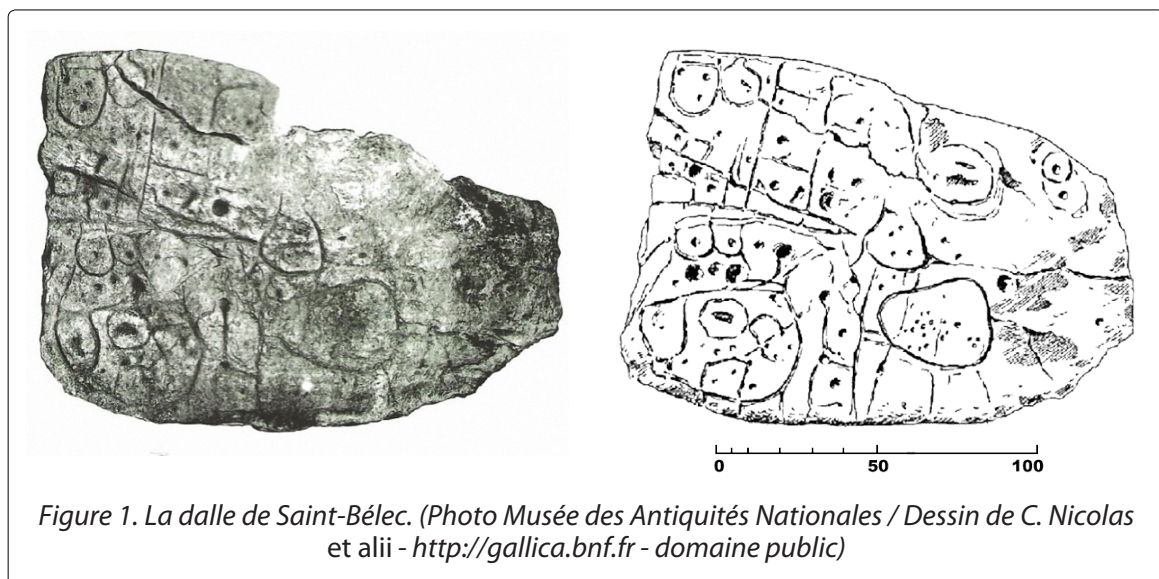 0 50 100
Figure 1. La dalle de Saint-Bélec. (Photo Musée des Antiquités Nationales / Dessin de C. Nicolas
et alii - http://gallica.bnf.fr - domaine public)